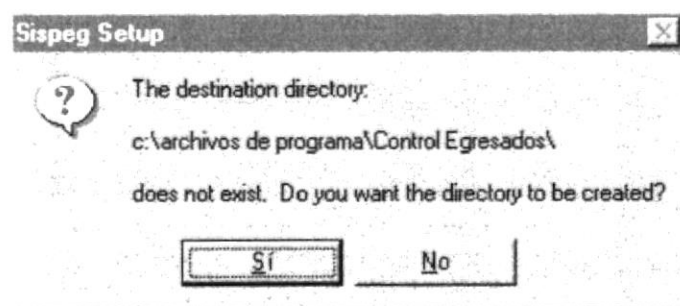 Sispeg Setup
The destination directory:
c:\archivos de programa\Control Egresados\
does not exist. Do you want the directory to be created?
Sí No